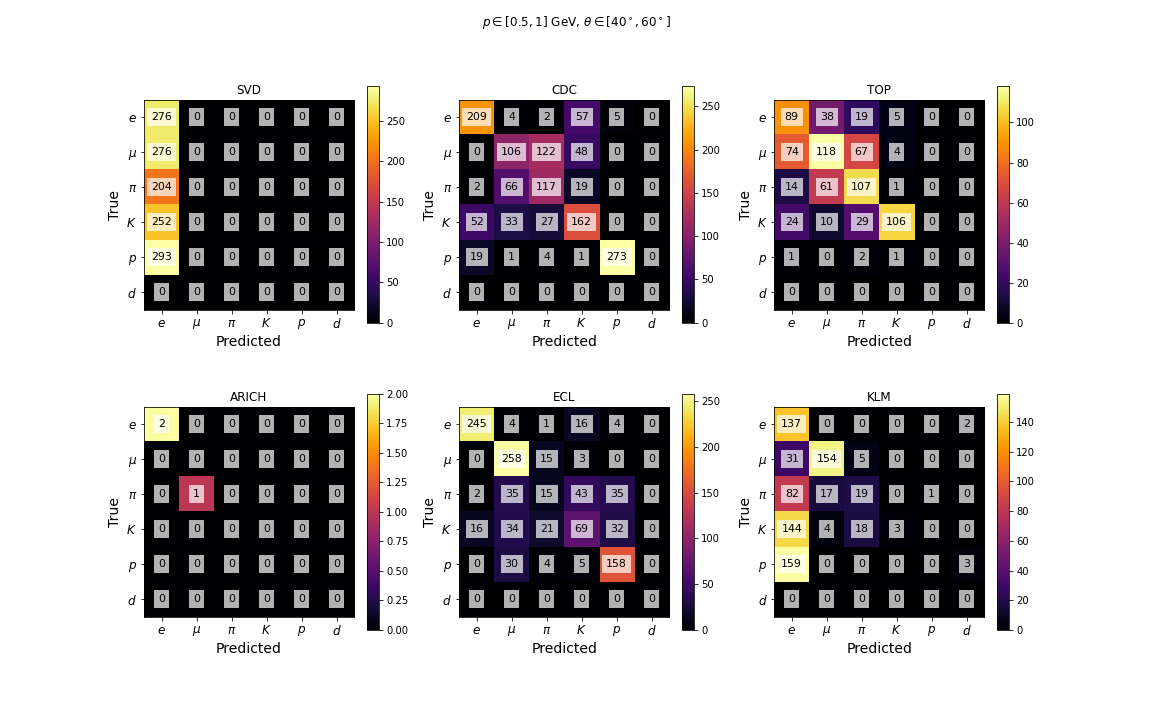 p ∈ [0.5, 1] GeV, θ ∈ [40°, 60°]
SVD
e 276 0 0 0 0 0
μ 276 0 0 0 0 0
π 204 0 0 0 0 0
K 252 0 0 0 0 0
p 293 0 0 0 0 0
d 0 0 0 0 0 0
e μ π K p d
True
Predicted
250
200
150
100
50
0
CDC
e 209 4 2 57 5 0
μ 0 106 122 48 0 0
π 2 66 117 19 0 0
K 52 33 27 162 0 0
p 19 1 4 1 273 0
d 0 0 0 0 0 0
e μ π K p d
True
Predicted
250
200
150
100
50
0
TOP
e 89 38 19 5 0 0
μ 74 118 67 4 0 0
π 14 61 107 1 0 0
K 24 10 29 106 0 0
p 1 0 2 1 0 0
d 0 0 0 0 0 0
e μ π K p d
True
Predicted
100
80
60
40
20
0
ARICH
e 2 0 0 0 0 0
μ 0 0 0 0 0 0
π 0 1 0 0 0 0
K 0 0 0 0 0 0
p 0 0 0 0 0 0
d 0 0 0 0 0 0
e μ π K p d
True
Predicted
2.00
1.75
1.50
1.25
1.00
0.75
0.50
0.25
0.00
ECL
e 245 4 1 16 4 0
μ 0 258 15 3 0 0
π 2 35 15 43 35 0
K 16 34 21 69 32 0
p 0 30 4 5 158 0
d 0 0 0 0 0 0
e μ π K p d
True
Predicted
250
200
150
100
50
0
KLM
e 137 0 0 0 0 2
μ 31 154 5 0 0 0
π 82 17 19 0 1 0
K 144 4 18 3 0 0
p 159 0 0 0 0 3
d 0 0 0 0 0 0
e μ π K p d
True
Predicted
140
120
100
80
60
40
20
0